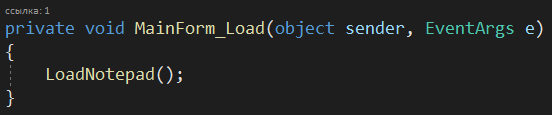 ссылка: 1
private void MainForm_Load(object sender, EventArgs e)
{
    LoadNotepad();
}